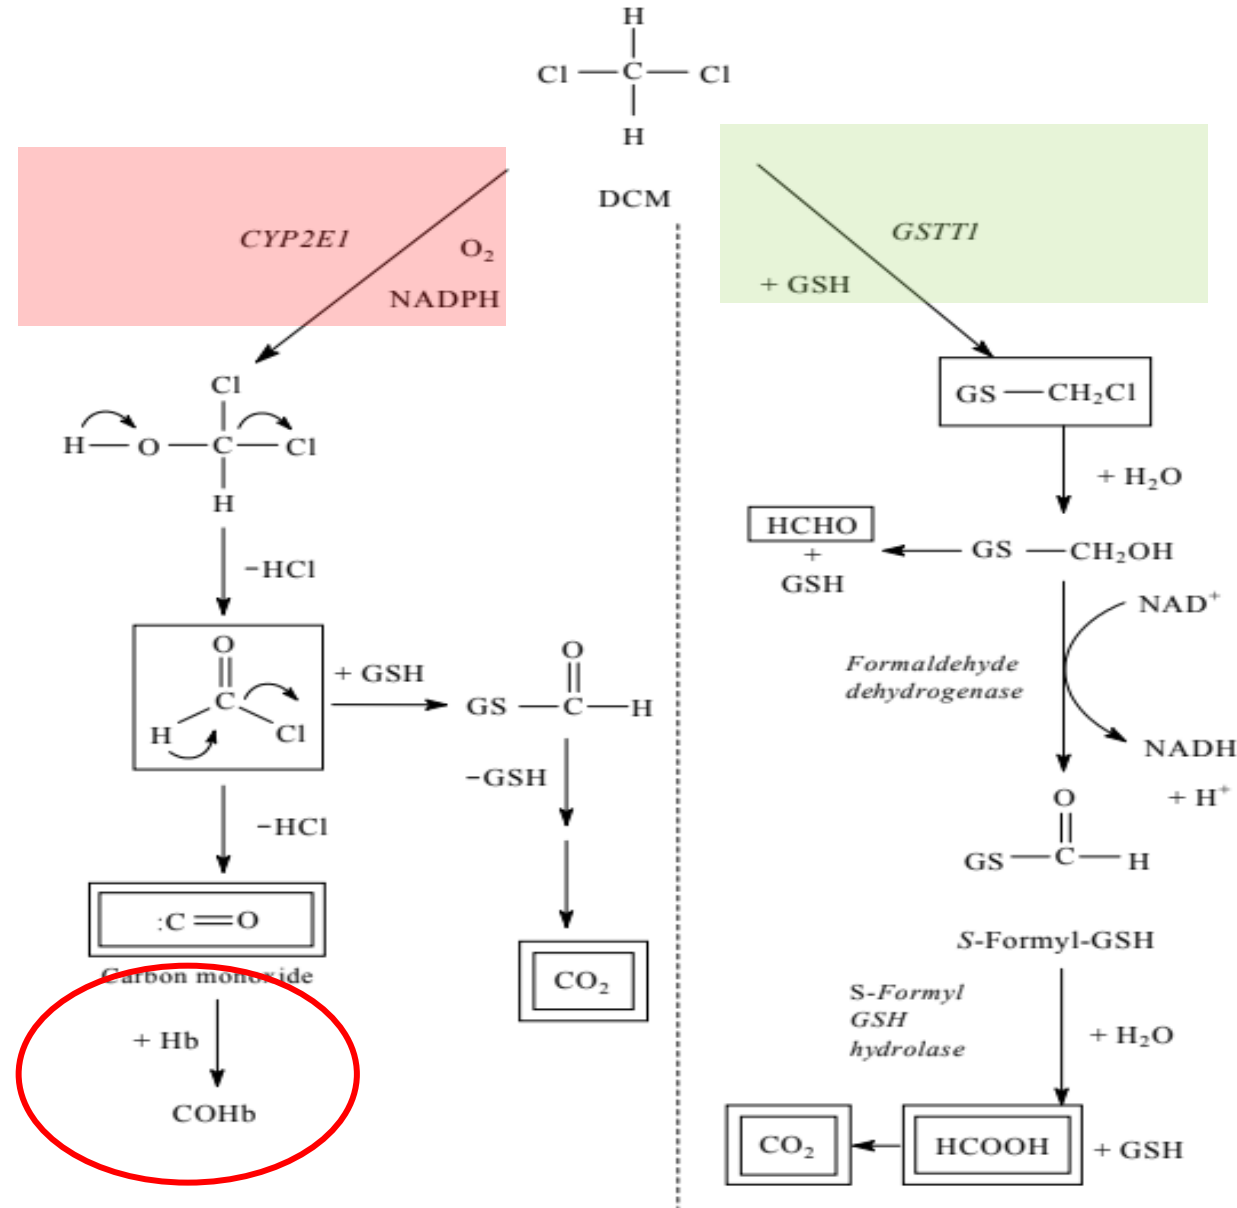 H
Cl C Cl
H
DCM
CYP2E1
O₂
NADPH
GSTT1
+ GSH
Cl
H O C Cl
H
−HCl
O
C
H Cl
+ GSH
O
GS C H
−GSH
CO₂
−HCl
:C O
Carbon monoxide
+ Hb
COHb
GS CH₂Cl
+ H₂O
GS CH₂OH
HCHO
+
GSH
NAD⁺
Formaldehyde
dehydrogenase
NADH
+ H⁺
O
GS C H
S-Formyl-GSH
S-Formyl
GSH
hydrolase
+ H₂O
CO₂
HCOOH
+ GSH